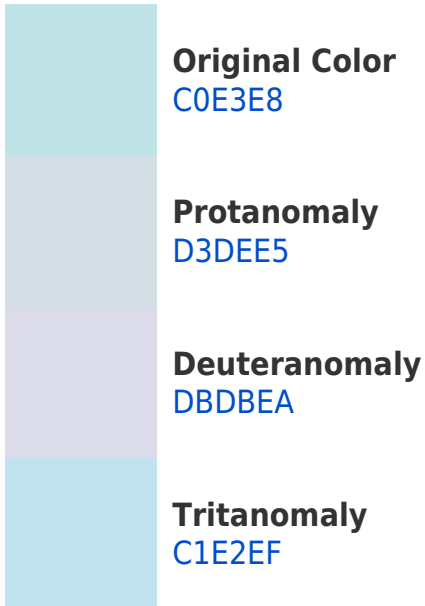 Original Color
C0E3E8
Protanomaly
D3DEE5
Deuteranomaly
DBDBEA
Tritanomaly
C1E2EF